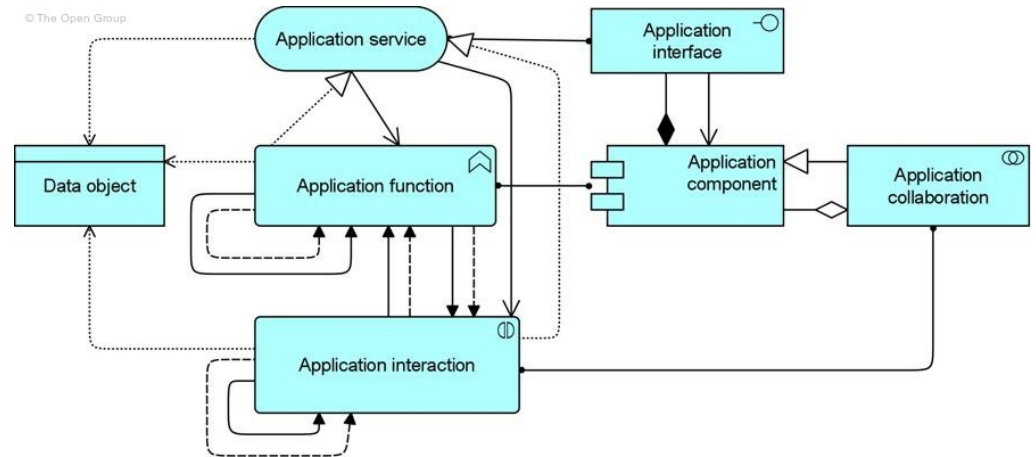 © The Open Group
Application service
Application
interface
Data object
Application function
Application
component
Application
collaboration
Application interaction